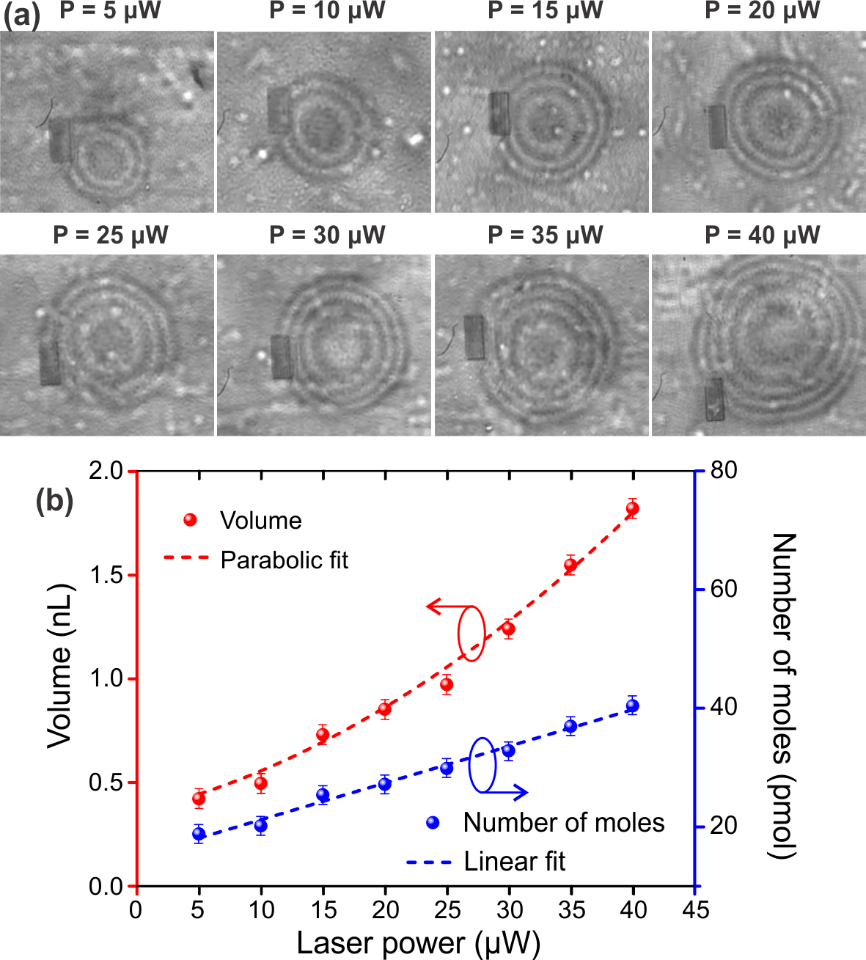 (a) P = 5 µW P = 10 µW P = 15 µW P = 20 µW
P = 25 µW P = 30 µW P = 35 µW P = 40 µW
(b)
2.0
1.5
1.0
0.5
0.0
Volume (nL)
Volume
Parabolic fit
80
60
40
20
Number of moles (pmol)
Number of moles
Linear fit
0 5 10 15 20 25 30 35 40 45
Laser power (µW)